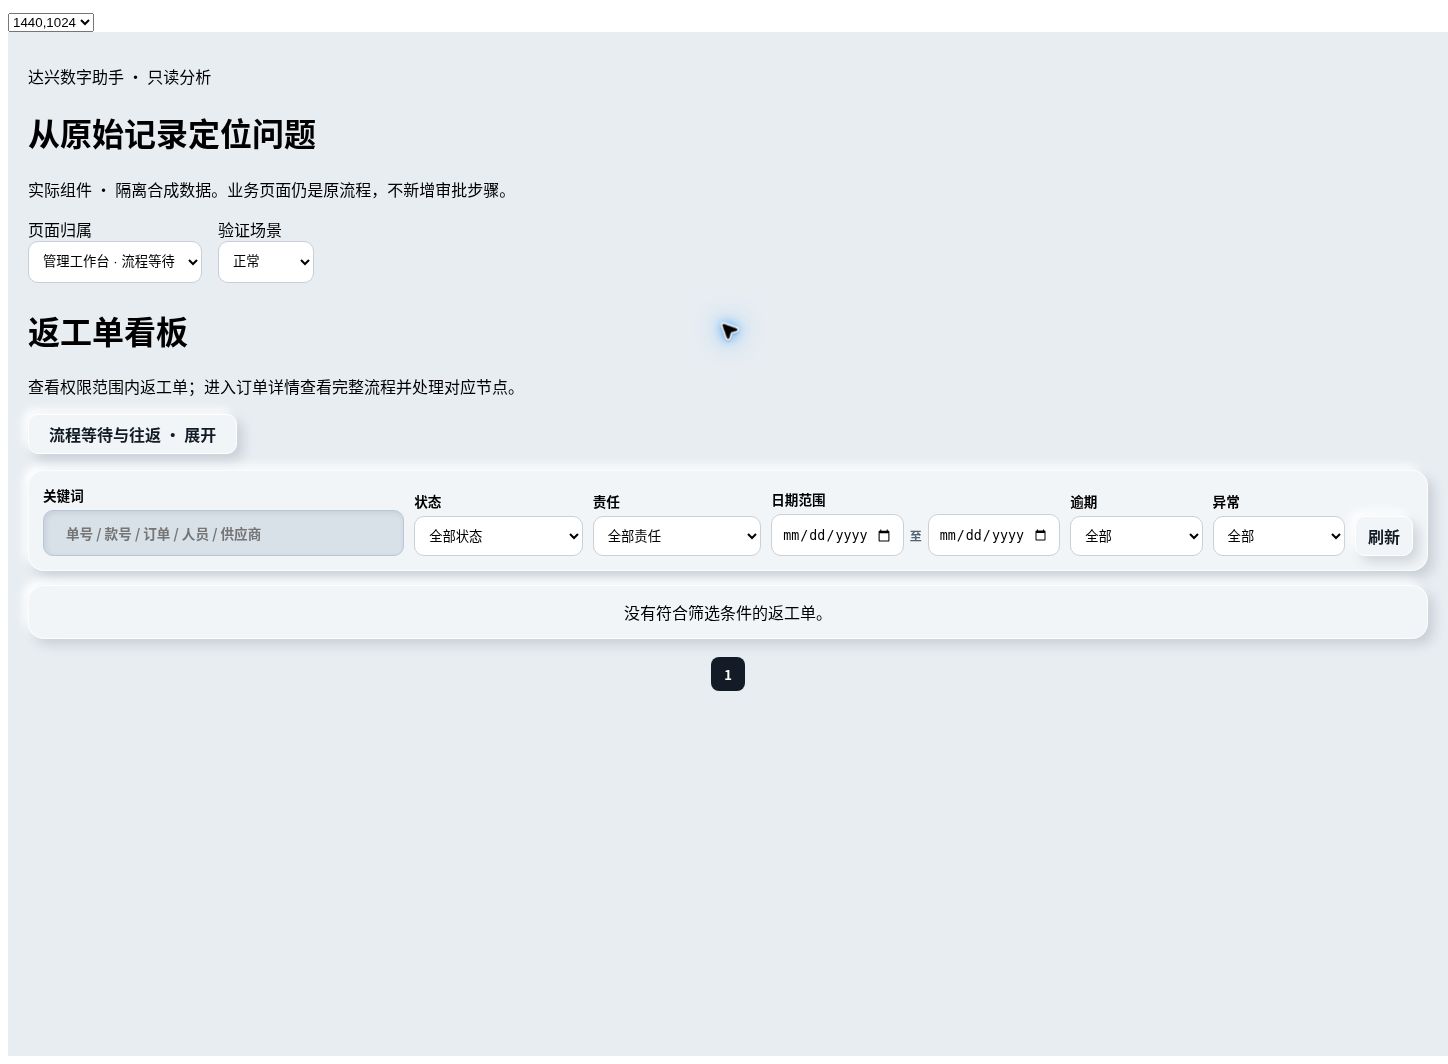 1440,1024
达兴数字助手 · 只读分析
从原始记录定位问题
实际组件 · 隔离合成数据。业务页面仍是原流程，不新增审批步骤。
页面归属 验证场景
管理工作台 · 流程等待 正常
返工单看板
查看权限范围内返工单；进入订单详情查看完整流程并处理对应节点。
流程等待与往返 · 展开
关键词 状态 责任 日期范围 逾期 异常
单号 / 款号 / 订单 / 人员 / 供应商 全部状态 全部责任 mm/dd/yyyy 至 mm/dd/yyyy 全部 全部 刷新
没有符合筛选条件的返工单。
1